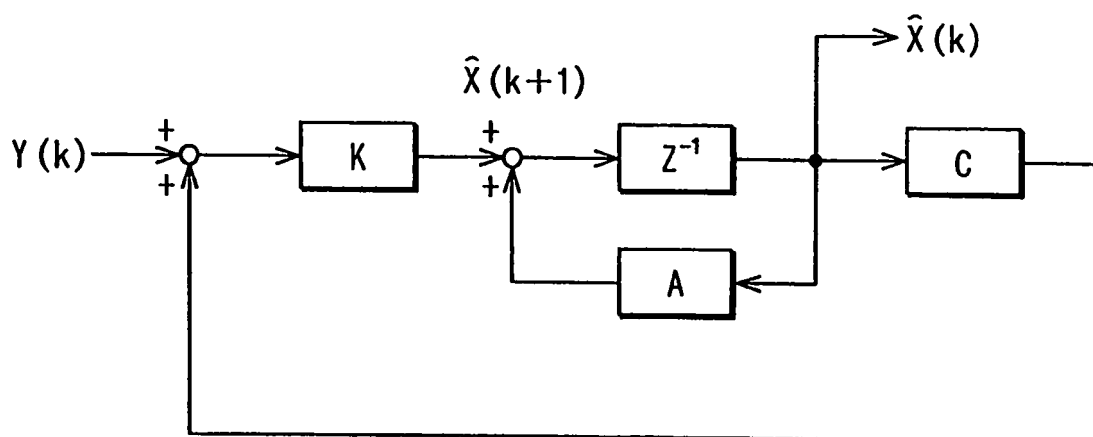 X̂(k)
X̂(k+1)
Y(k)
+
+
K
+
+
Z⁻¹
C
A